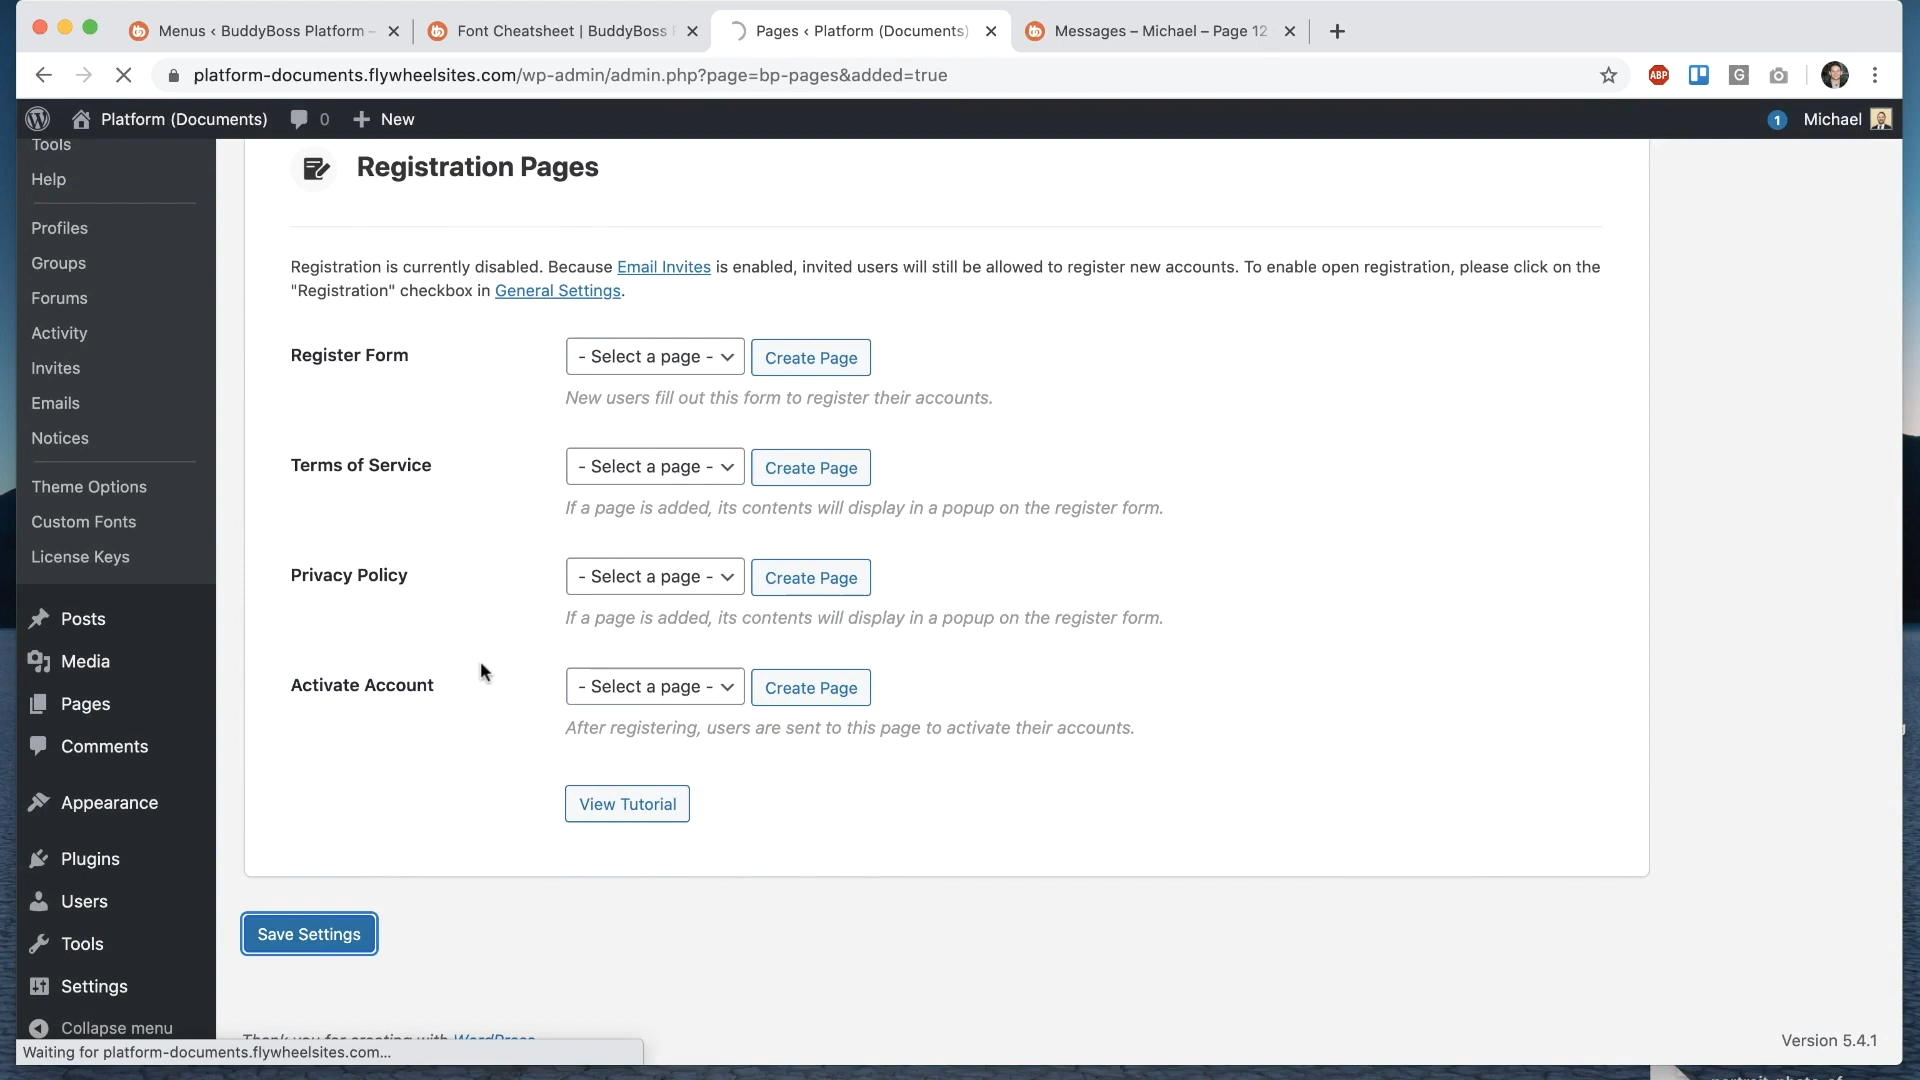 Menus ‹ BuddyBoss Platform –
Font Cheatsheet | BuddyBoss
Pages ‹ Platform (Documents)
Messages – Michael – Page 12
platform-documents.flywheelsites.com/wp-admin/admin.php?page=bp-pages&added=true
ABP
G
Platform (Documents)
0
+ New
1
Michael
Tools
Help
Profiles
Groups
Forums
Activity
Invites
Emails
Notices
Theme Options
Custom Fonts
License Keys
Posts
Media
Pages
Comments
Appearance
Plugins
Users
Tools
Settings
Collapse menu
Registration Pages
Registration is currently disabled. Because Email Invites is enabled, invited users will still be allowed to register new accounts. To enable open registration, please click on the
"Registration" checkbox in General Settings.
Register Form
- Select a page -
Create Page
New users fill out this form to register their accounts.
Terms of Service
- Select a page -
Create Page
If a page is added, its contents will display in a popup on the register form.
Privacy Policy
- Select a page -
Create Page
If a page is added, its contents will display in a popup on the register form.
Activate Account
- Select a page -
Create Page
After registering, users are sent to this page to activate their accounts.
View Tutorial
Save Settings
Thank you for creating with WordPress
Version 5.4.1
Waiting for platform-documents.flywheelsites.com...